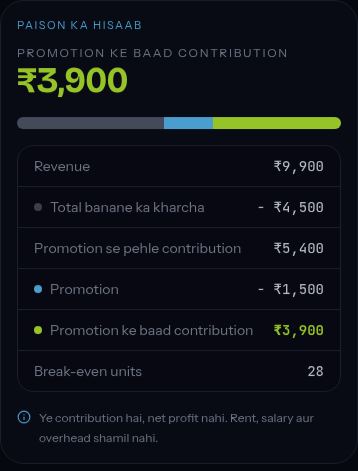 PAISON KA HISAAB
PROMOTION KE BAAD CONTRIBUTION
₹3,900
Revenue ₹9,900
Total banane ka kharcha - ₹4,500
Promotion se pehle contribution ₹5,400
Promotion - ₹1,500
Promotion ke baad contribution ₹3,900
Break-even units 28
Ye contribution hai, net profit nahi. Rent, salary aur
overhead shamil nahi.